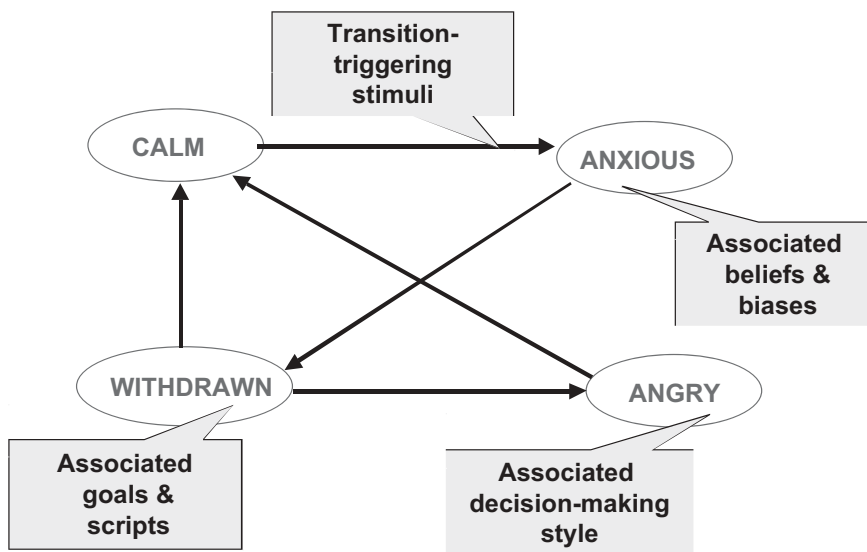 Transition-
triggering
stimuli
CALM
ANXIOUS
Associated
beliefs &
biases
WITHDRAWN
ANGRY
Associated
goals &
scripts
Associated
decision-making
style